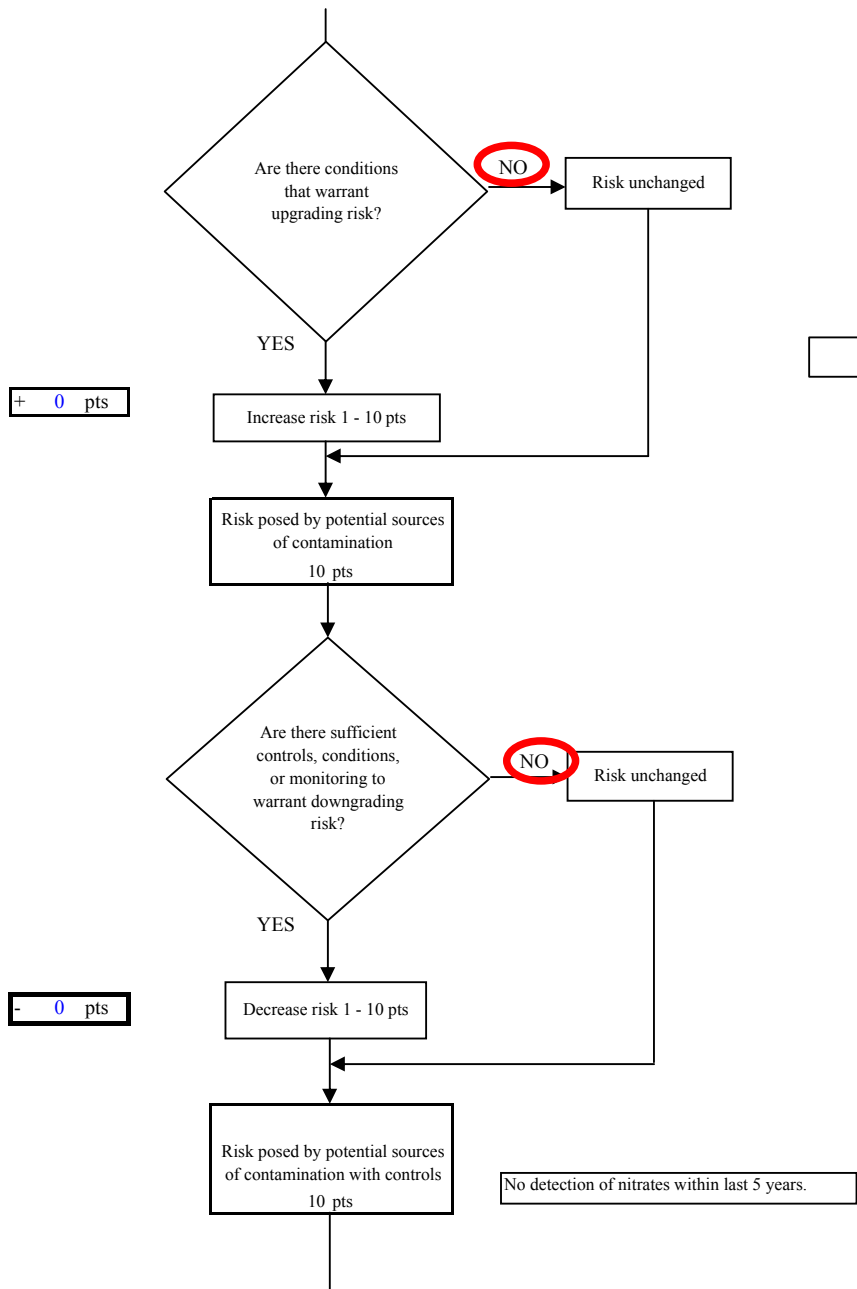 Are there conditions
that warrant
upgrading risk?
NO
Risk unchanged
YES
+ 0 pts
Increase risk 1 - 10 pts
Risk posed by potential sources
of contamination
10 pts
Are there sufficient
controls, conditions,
or monitoring to
warrant downgrading
risk?
NO
Risk unchanged
YES
- 0 pts
Decrease risk 1 - 10 pts
Risk posed by potential sources
of contamination with controls
10 pts
No detection of nitrates within last 5 years.